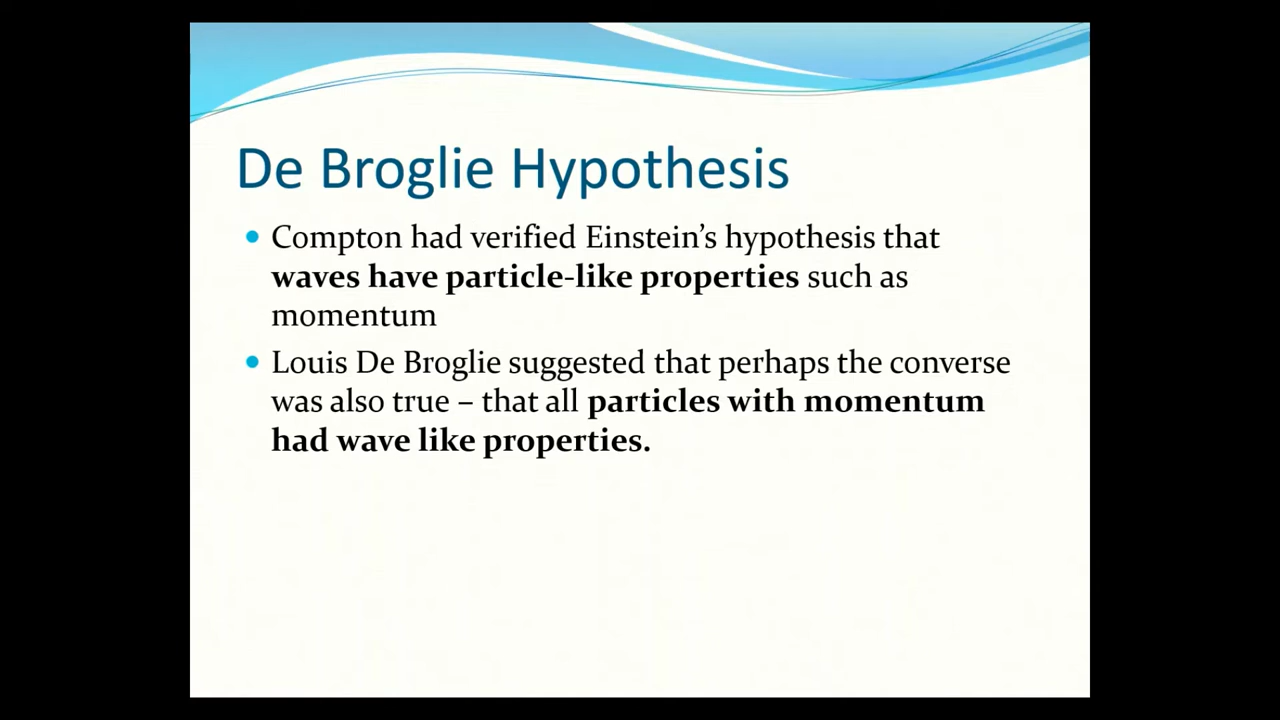 De Broglie Hypothesis
• Compton had verified Einstein’s hypothesis that
waves have particle-like properties such as
momentum
• Louis De Broglie suggested that perhaps the converse
was also true – that all particles with momentum
had wave like properties.